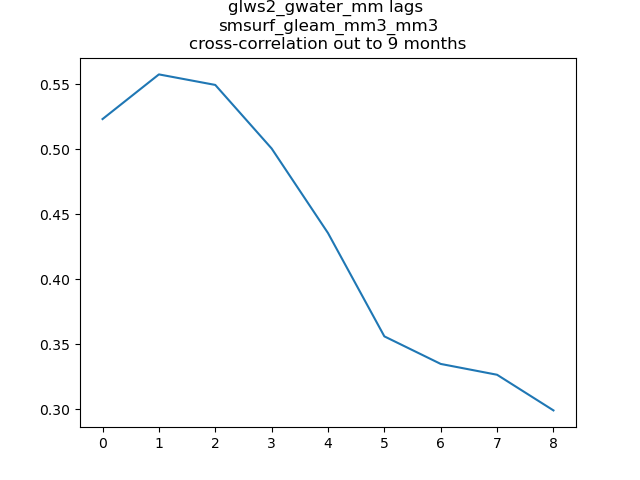 glws2_gwater_mm lags
smsurf_gleam_mm3_mm3
cross-correlation out to 9 months
0.55
0.50
0.45
0.40
0.35
0.30
0 1 2 3 4 5 6 7 8